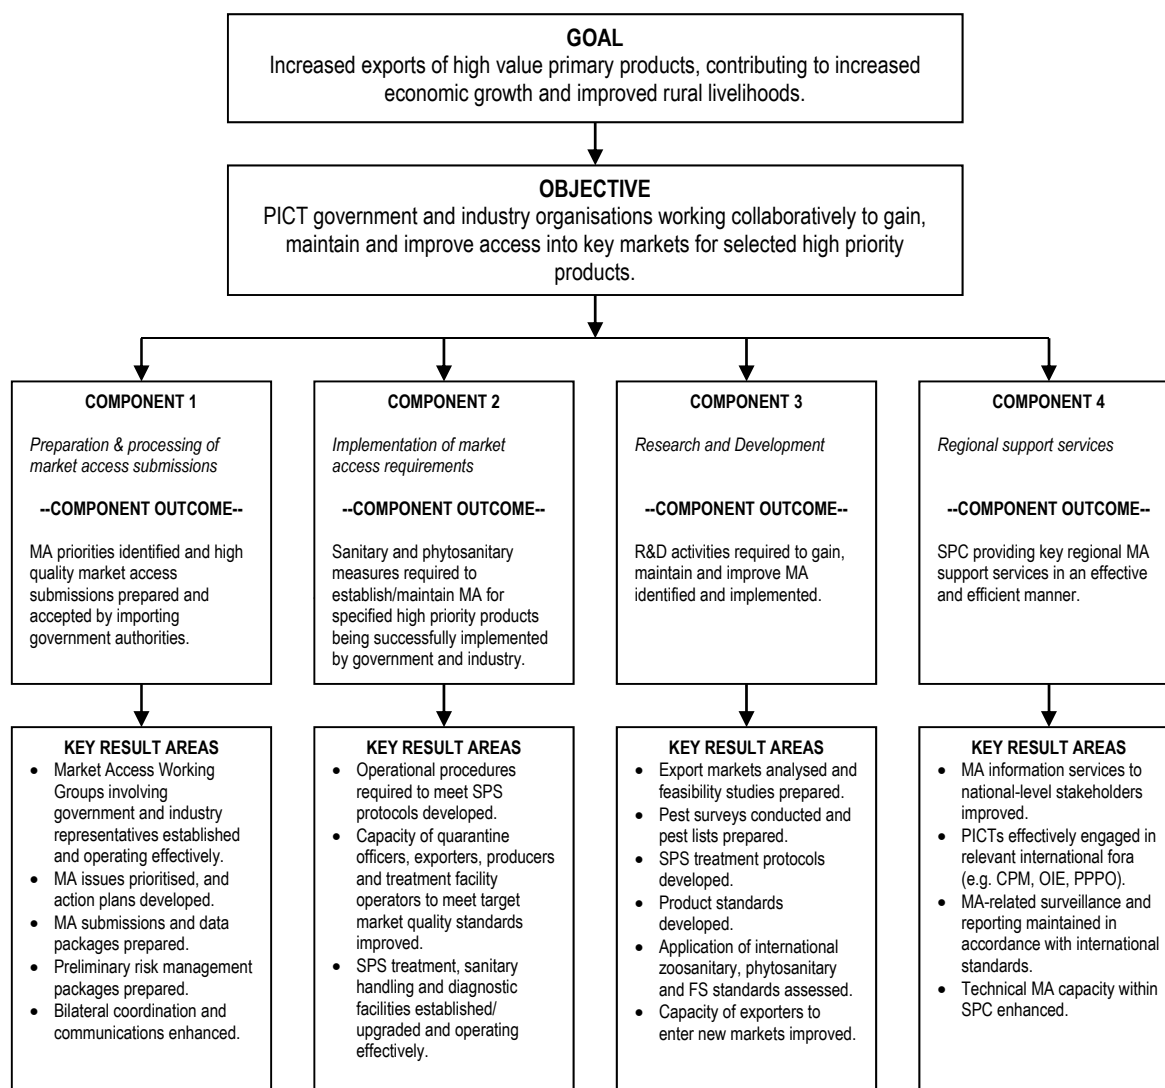 GOAL
Increased exports of high value primary products, contributing to increased
economic growth and improved rural livelihoods.
OBJECTIVE
PICT government and industry organisations working collaboratively to gain,
maintain and improve access into key markets for selected high priority
products.
COMPONENT 1
Preparation & processing of
market access submissions
--COMPONENT OUTCOME--
MA priorities identified and high
quality market access
submissions prepared and
accepted by importing
government authorities.
COMPONENT 2
Implementation of market
access requirements
--COMPONENT OUTCOME--
Sanitary and phytosanitary
measures required to
establish/maintain MA for
specified high priority products
being successfully implemented
by government and industry.
COMPONENT 3
Research and Development
--COMPONENT OUTCOME--
R&D activities required to gain,
maintain and improve MA
identified and implemented.
COMPONENT 4
Regional support services
--COMPONENT OUTCOME--
SPC providing key regional MA
support services in an effective
and efficient manner.
KEY RESULT AREAS
• Market Access Working
Groups involving
government and industry
representatives established
and operating effectively.
• MA issues prioritised, and
action plans developed.
• MA submissions and data
packages prepared.
• Preliminary risk management
packages prepared.
• Bilateral coordination and
communications enhanced.
KEY RESULT AREAS
• Operational procedures
required to meet SPS
protocols developed.
• Capacity of quarantine
officers, exporters, producers
and treatment facility
operators to meet target
market quality standards
improved.
• SPS treatment, sanitary
handling and diagnostic
facilities established/
upgraded and operating
effectively.
KEY RESULT AREAS
• Export markets analysed and
feasibility studies prepared.
• Pest surveys conducted and
pest lists prepared.
• SPS treatment protocols
developed.
• Product standards
developed.
• Application of international
zoosanitary, phytosanitary
and FS standards assessed.
• Capacity of exporters to
enter new markets improved.
KEY RESULT AREAS
• MA information services to
national-level stakeholders
improved.
• PICTs effectively engaged in
relevant international fora
(e.g. CPM, OIE, PPPO).
• MA-related surveillance and
reporting maintained in
accordance with international
standards.
• Technical MA capacity within
SPC enhanced.